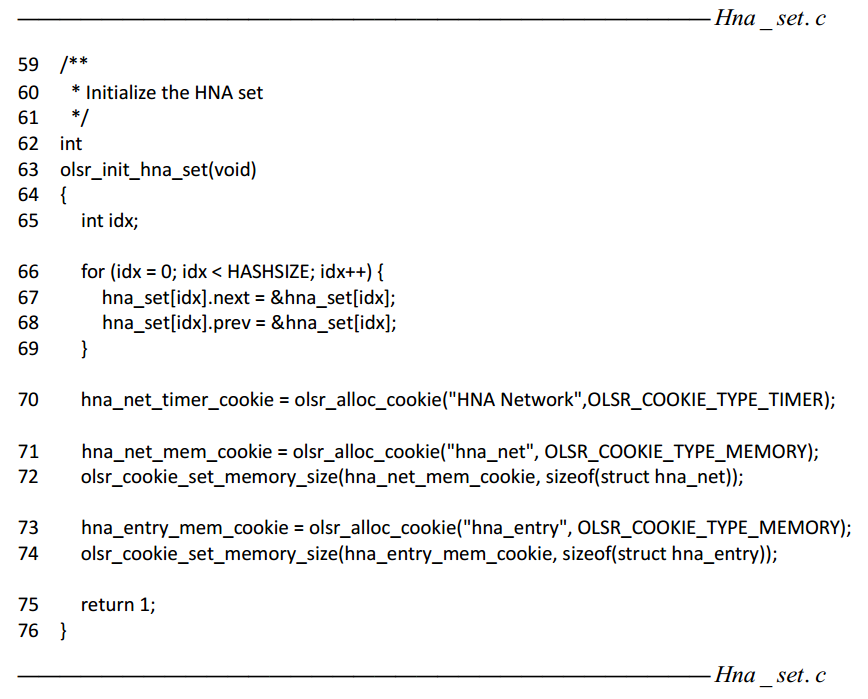 Hna _ set. c
59 /**
60 * Initialize the HNA set
61 */
62 int
63 olsr_init_hna_set(void)
64 {
65 int idx;
66 for (idx = 0; idx < HASHSIZE; idx++) {
67 hna_set[idx].next = &hna_set[idx];
68 hna_set[idx].prev = &hna_set[idx];
69 }
70 hna_net_timer_cookie = olsr_alloc_cookie("HNA Network",OLSR_COOKIE_TYPE_TIMER);
71 hna_net_mem_cookie = olsr_alloc_cookie("hna_net", OLSR_COOKIE_TYPE_MEMORY);
72 olsr_cookie_set_memory_size(hna_net_mem_cookie, sizeof(struct hna_net));
73 hna_entry_mem_cookie = olsr_alloc_cookie("hna_entry", OLSR_COOKIE_TYPE_MEMORY);
74 olsr_cookie_set_memory_size(hna_entry_mem_cookie, sizeof(struct hna_entry));
75 return 1;
76 }
Hna _ set. c